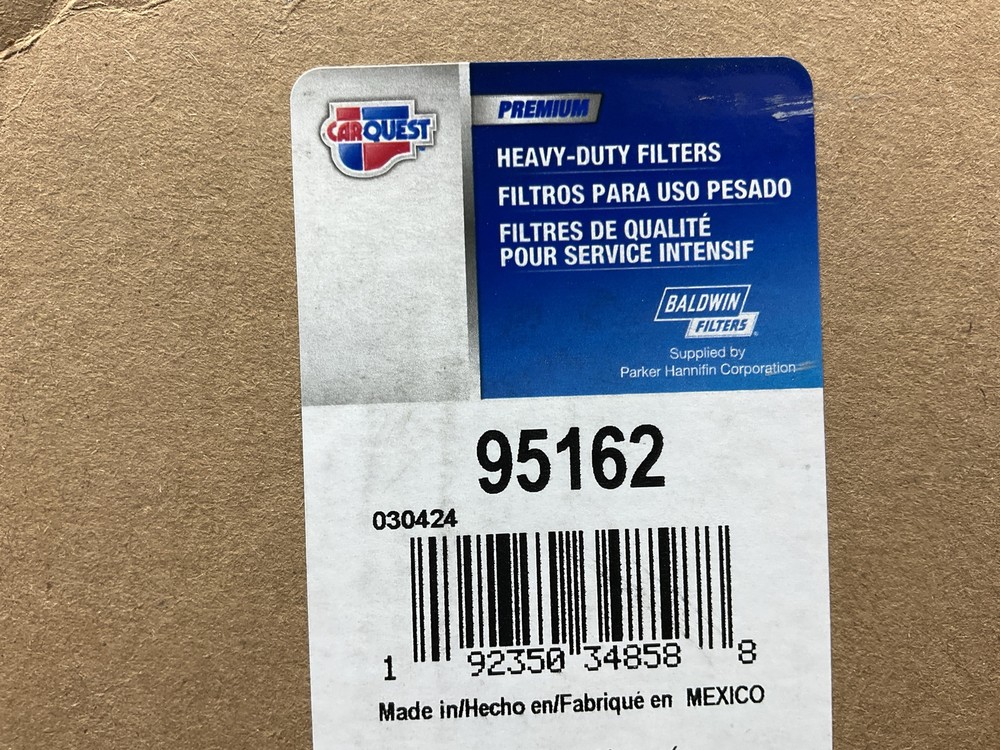 CARQUEST
PREMIUM
HEAVY-DUTY FILTERS
FILTROS PARA USO PESADO
FILTRES DE QUALITÉ
POUR SERVICE INTENSIF
BALDWIN
FILTERS®
Supplied by
Parker Hannifin Corporation
95162
030424
1 92350 34858 8
Made in/Hecho en/Fabriqué en MEXICO